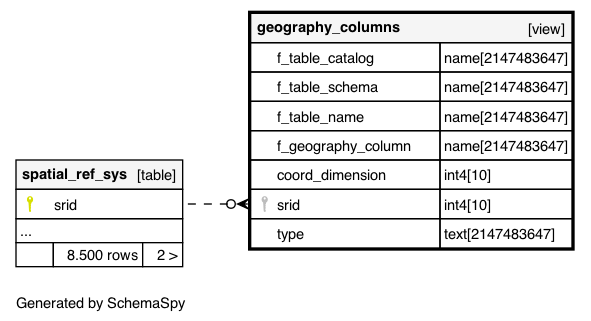 geography_columns [view]
f_table_catalog name[2147483647]
f_table_schema name[2147483647]
f_table_name name[2147483647]
f_geography_column name[2147483647]
coord_dimension int4[10]
srid int4[10]
type text[2147483647]
spatial_ref_sys [table]
srid
...
8.500 rows 2 >
Generated by SchemaSpy